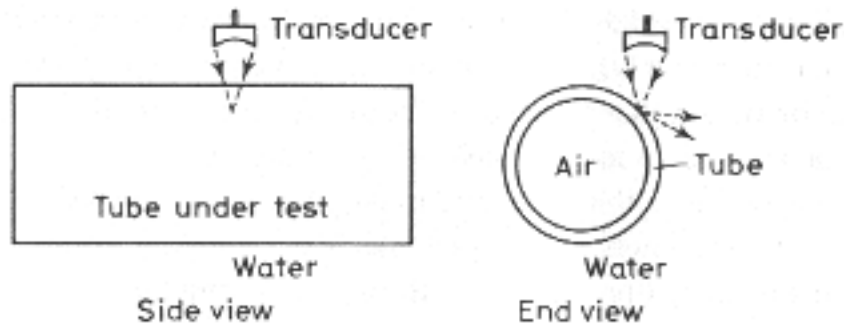 Transducer
Tube under test
Water
Side view
Transducer
Air
Tube
Water
End view